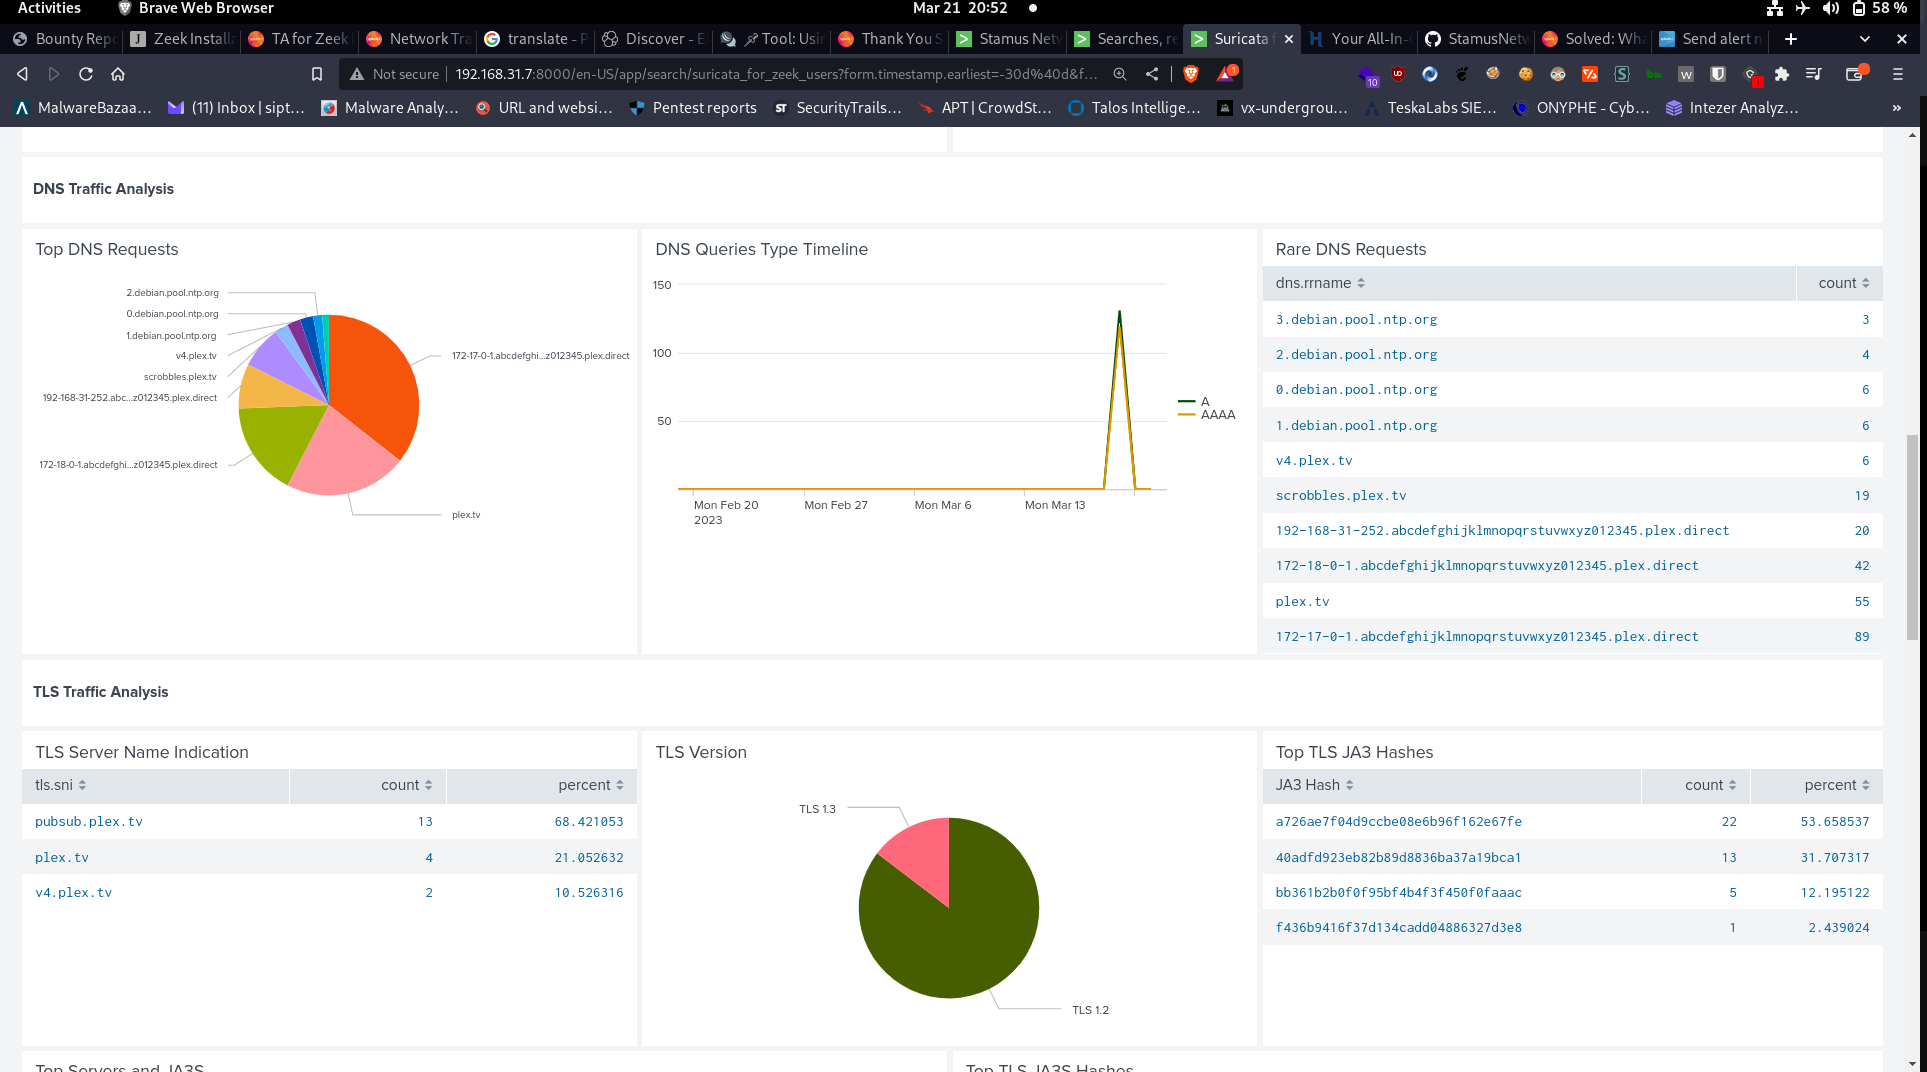 Activities
Brave Web Browser
Mar 21 20:52
58 %
Bounty Rep
Zeek Install
TA for Zeek
Network Tra
translate - P
Discover - E
Tool: Usi
Thank You S
Stamus Net
Searches, re
Suricata f
Your All-In-
StamusNetw
Solved: Wha
Send alert n
Not secure
192.168.31.7:8000/en-US/app/search/suricata_for_zeek_users?form.timestamp.earliest=-30d%40d&f...
MalwareBazaa...
(11) Inbox | sipt...
Malware Analy...
URL and websi...
Pentest reports
SecurityTrails...
APT | CrowdSt...
Talos Intellige...
vx-undergrou...
TeskaLabs SIE...
ONYPHE - Cyb...
Intezer Analyz...
»
DNS Traffic Analysis
Top DNS Requests
2.debian.pool.ntp.org
0.debian.pool.ntp.org
1.debian.pool.ntp.org
v4.plex.tv
scrobbles.plex.tv
192-168-31-252.abc...z012345.plex.direct
172-18-0-1.abcdefghi...z012345.plex.direct
172-17-0-1.abcdefghi...z012345.plex.direct
plex.tv
DNS Queries Type Timeline
150
100
50
Mon Feb 20
2023
Mon Feb 27
Mon Mar 6
Mon Mar 13
A
AAAA
Rare DNS Requests
dns.rrname count
3.debian.pool.ntp.org 3
2.debian.pool.ntp.org 4
0.debian.pool.ntp.org 6
1.debian.pool.ntp.org 6
v4.plex.tv 6
scrobbles.plex.tv 19
192-168-31-252.abcdefghijklmnopqrstuvwxyz012345.plex.direct 20
172-18-0-1.abcdefghijklmnopqrstuvwxyz012345.plex.direct 42
plex.tv 55
172-17-0-1.abcdefghijklmnopqrstuvwxyz012345.plex.direct 89
TLS Traffic Analysis
TLS Server Name Indication
tls.sni count percent
pubsub.plex.tv 13 68.421053
plex.tv 4 21.052632
v4.plex.tv 2 10.526316
TLS Version
TLS 1.3
TLS 1.2
Top TLS JA3 Hashes
JA3 Hash count percent
a726ae7f04d9ccbe08e6b96f162e67fe 22 53.658537
40adfd923eb82b89d8836ba37a19bca1 13 31.707317
bb361b2b0f0f95bf4b4f3f450f0faaac 5 12.195122
f436b9416f37d134cadd04886327d3e8 1 2.439024
Top Servers and JA3S
Top TLS JA3S Hashes